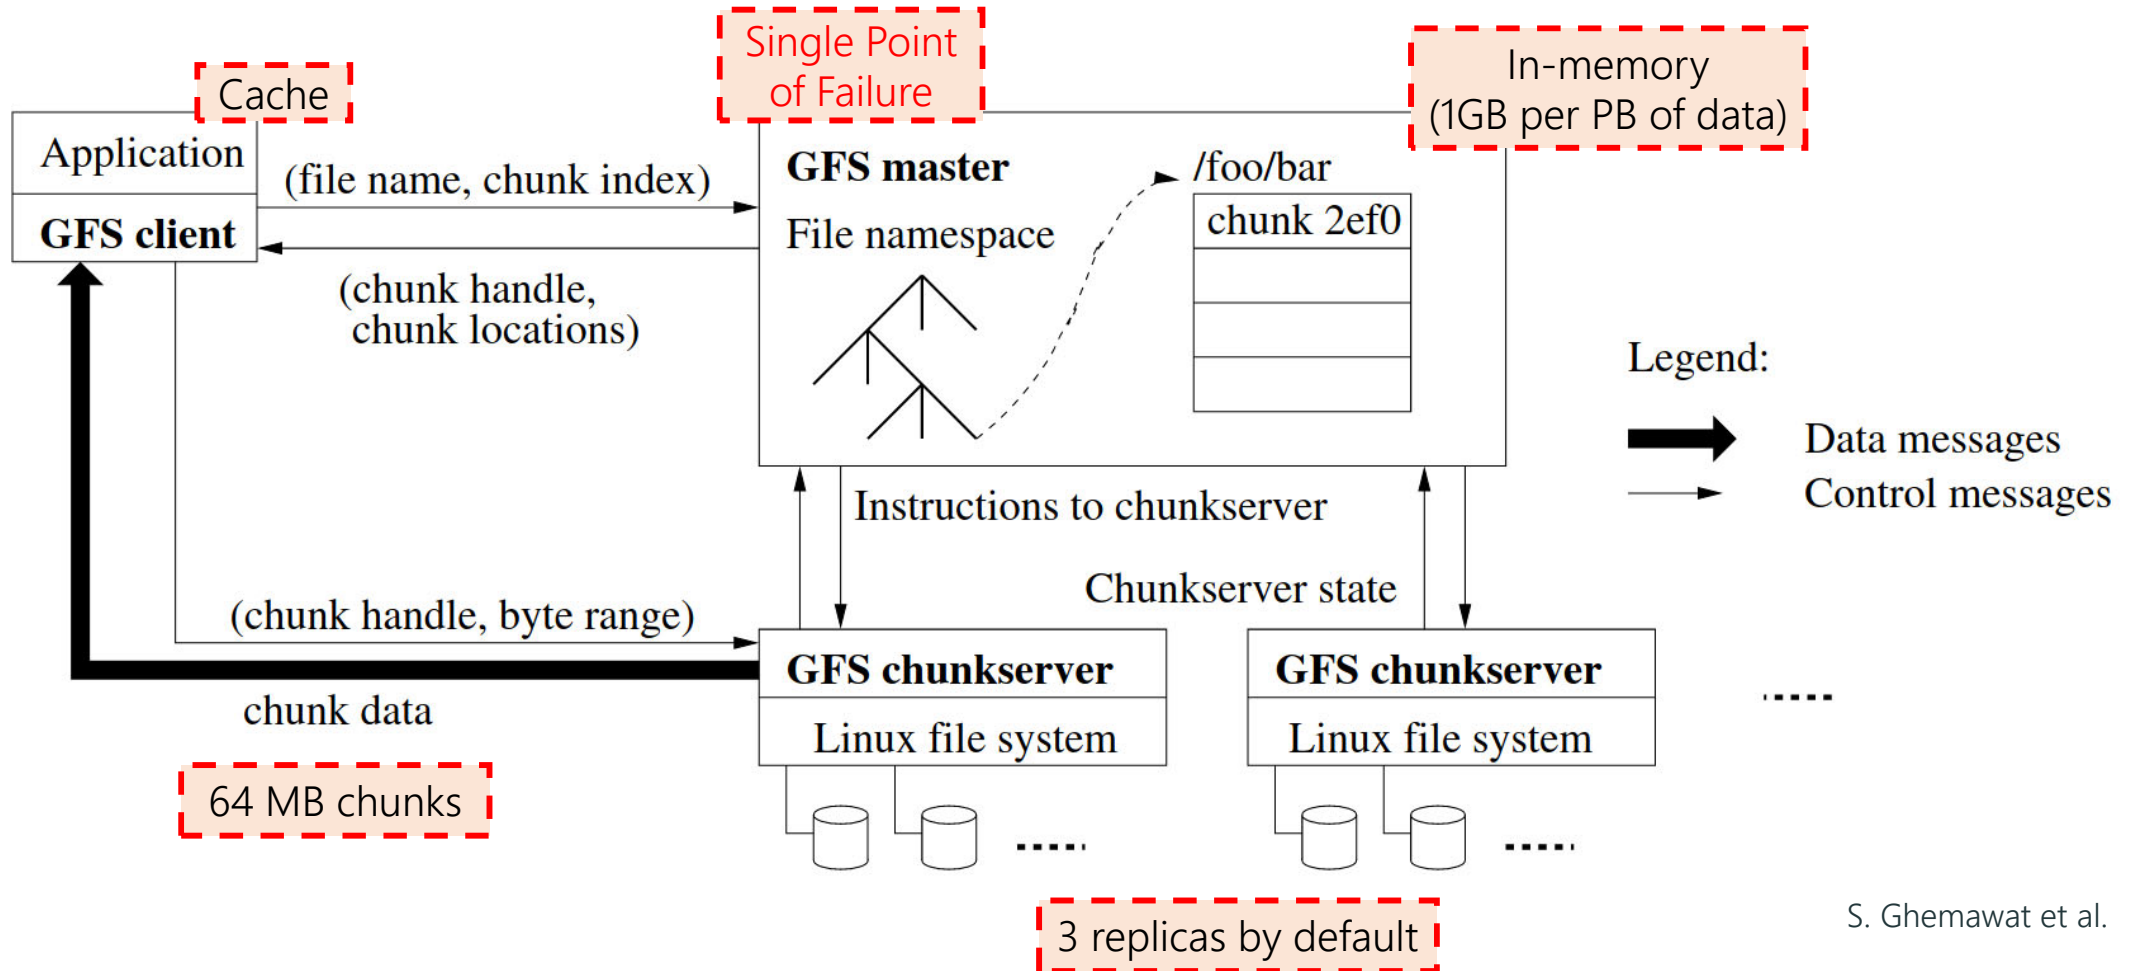 Single Point
of Failure
In-memory
(1GB per PB of data)
Cache
Application
GFS client
(file name, chunk index)
(chunk handle,
chunk locations)
GFS master
File namespace
/foo/bar
chunk 2ef0
Legend:
Data messages
Control messages
Instructions to chunkserver
Chunkserver state
(chunk handle, byte range)
chunk data
GFS chunkserver
Linux file system
GFS chunkserver
Linux file system
64 MB chunks
3 replicas by default
S. Ghemawat et al.